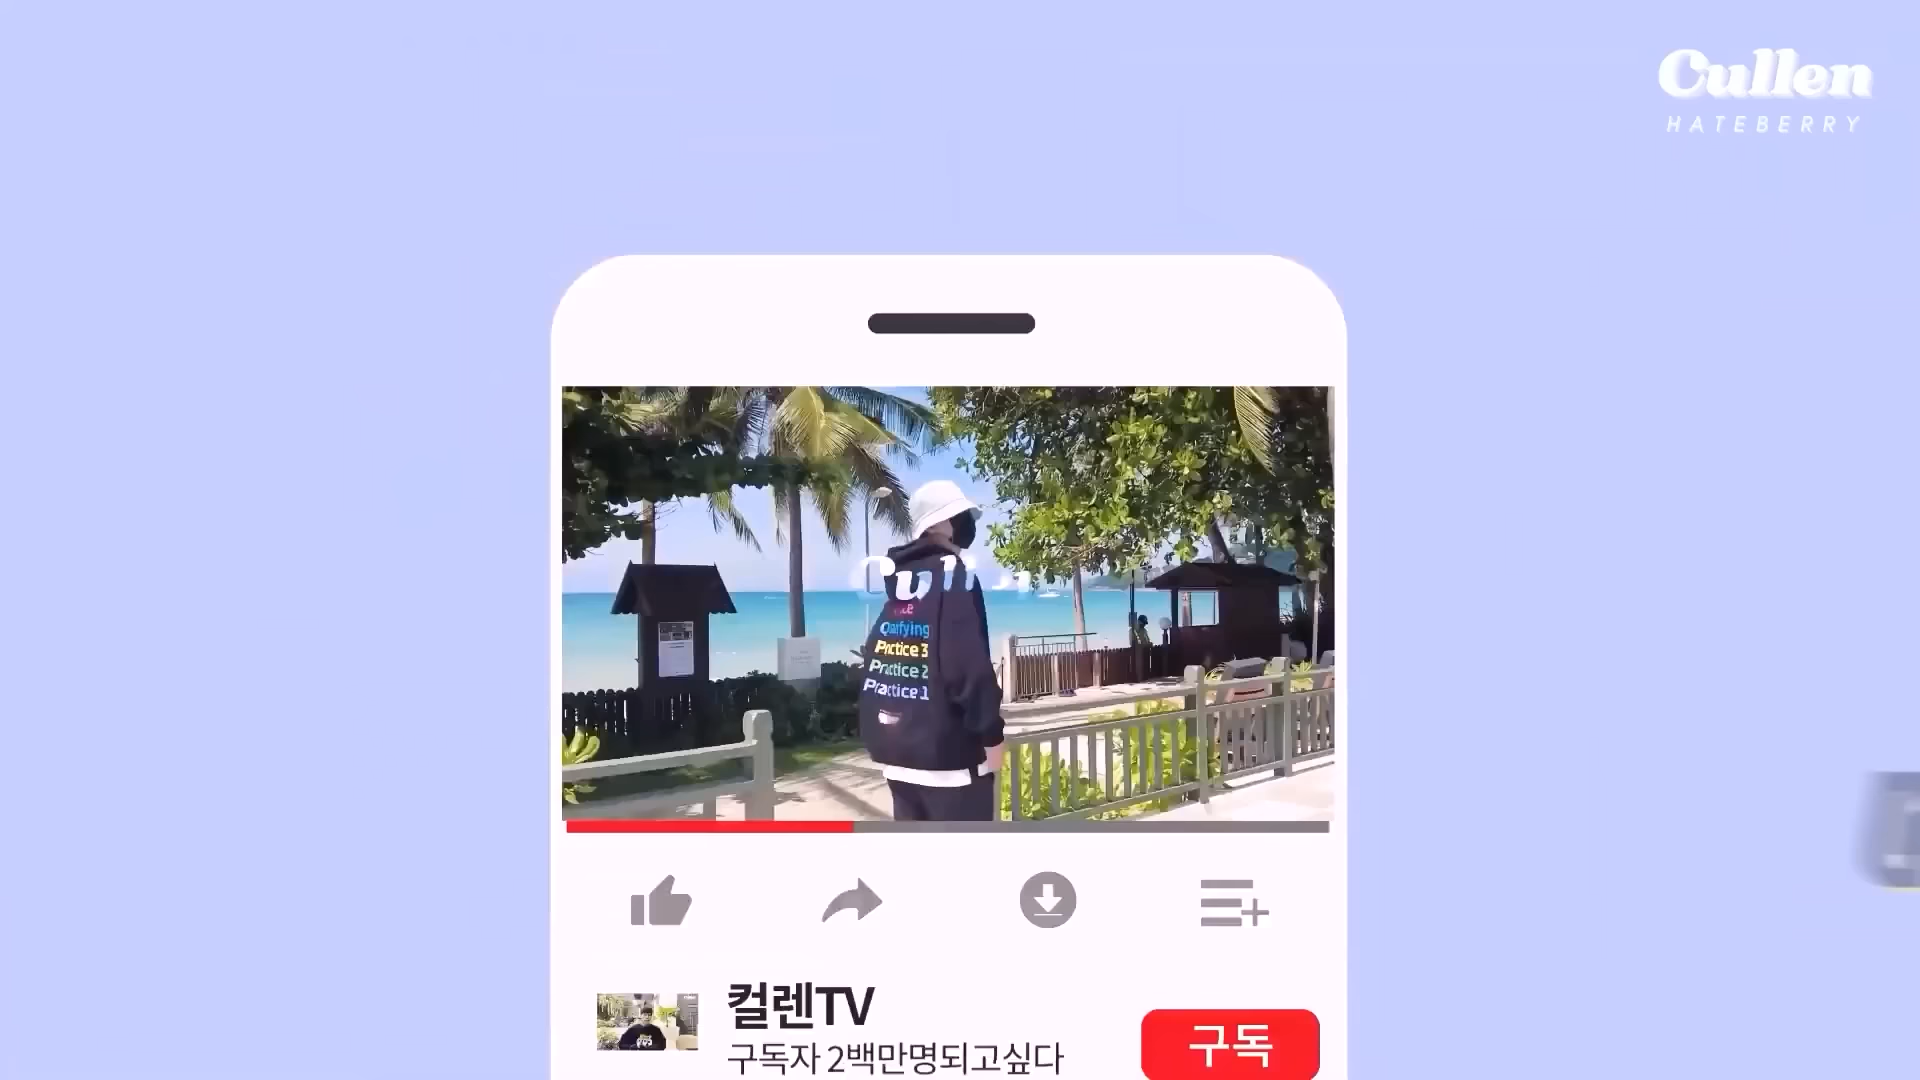 Cullen
HATEBERRY
Cullen
Qualifying
Practice 3
Practice 2
Practice 1
컬렌TV
구독자 2백만명되고싶다
구독